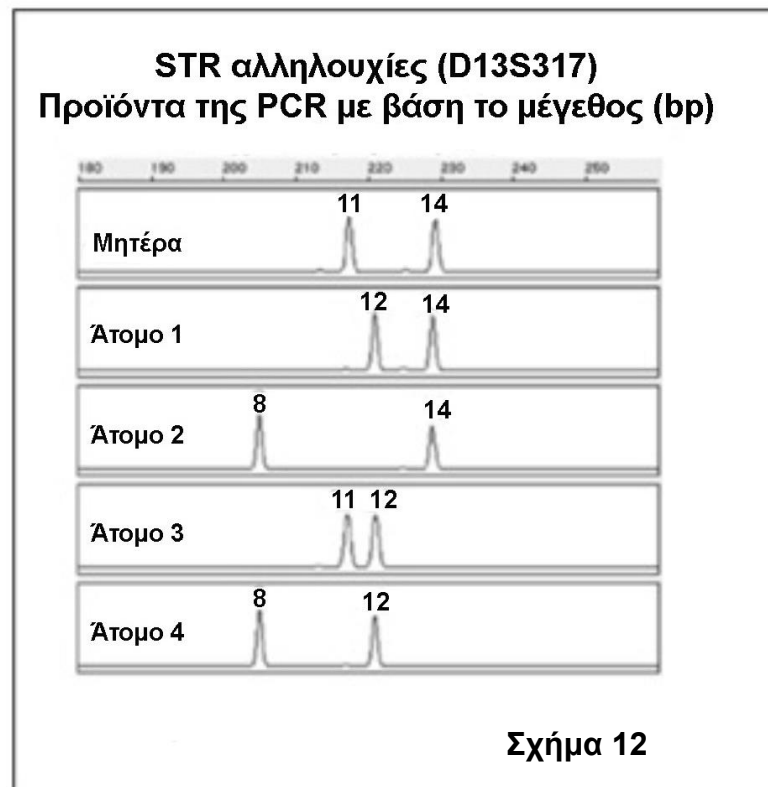 STR αλληλουχίες (D13S317)
Προϊόντα της PCR με βάση το μέγεθος (bp)
180 190 200 210 220 230 240 250
11 14
Μητέρα
12 14
Άτομο 1
8 14
Άτομο 2
11 12
Άτομο 3
8 12
Άτομο 4
Σχήμα 12